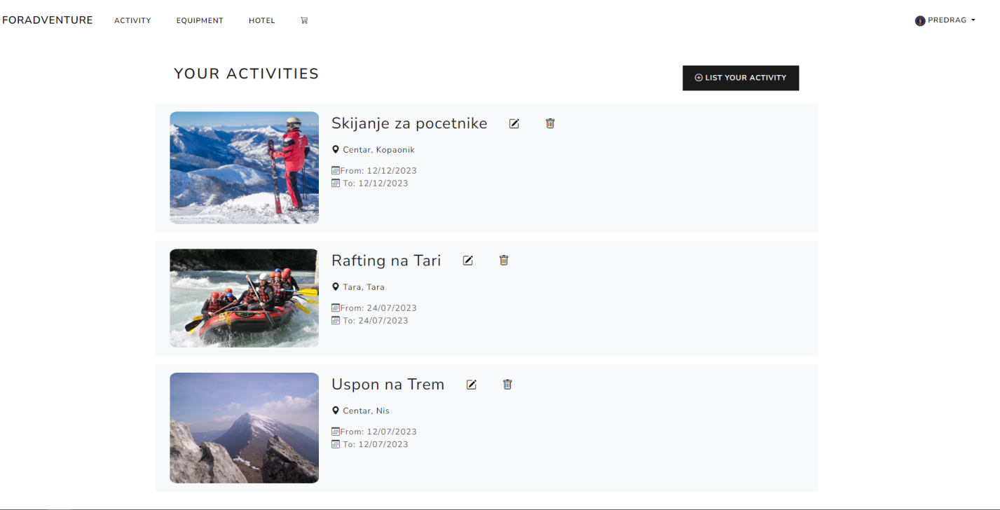 FORADVENTURE ACTIVITY EQUIPMENT HOTEL PREDRAG
YOUR ACTIVITIES
LIST YOUR ACTIVITY
Skijanje za pocetnike
Centar, Kopaonik
From: 12/12/2023
To: 12/12/2023
Rafting na Tari
Tara, Tara
From: 24/07/2023
To: 24/07/2023
Uspon na Trem
Centar, Nis
From: 12/07/2023
To: 12/07/2023